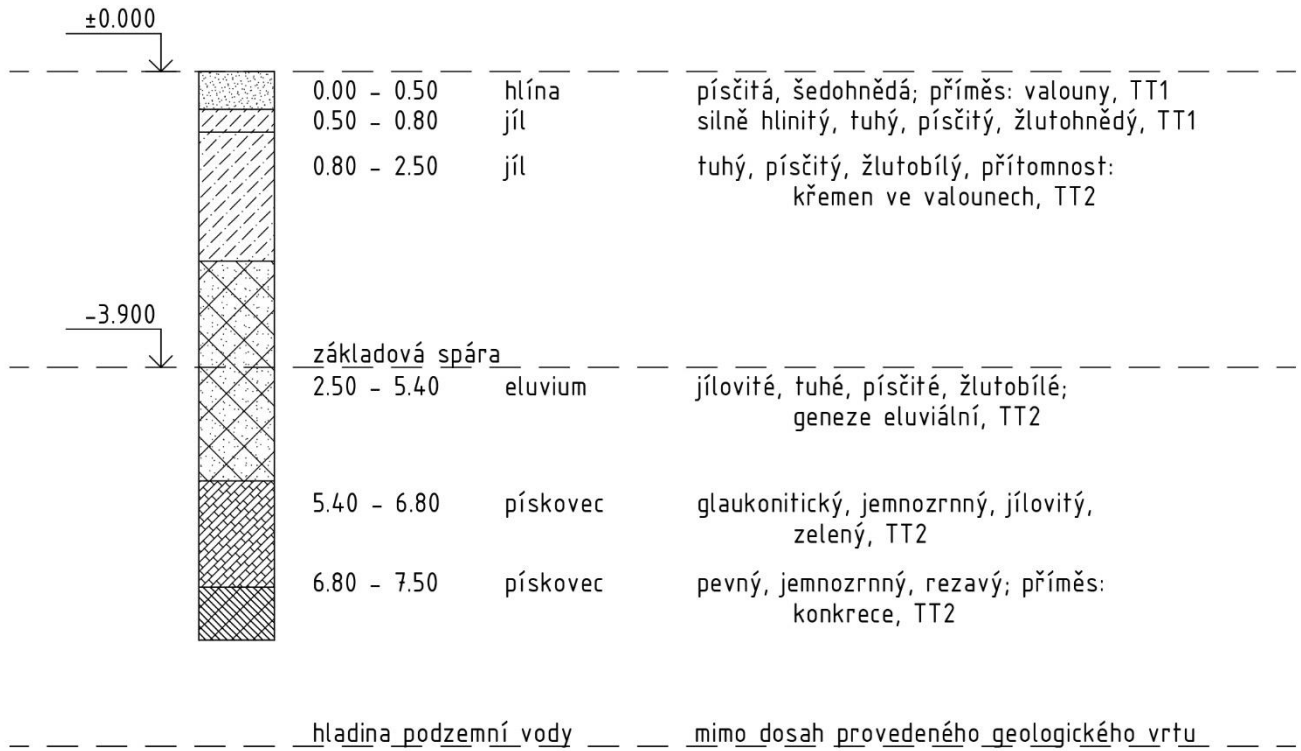 ±0.000
0.00 - 0.50 hlína písčitá, šedohnědá; příměs: valouny, TT1
0.50 - 0.80 jíl silně hlinitý, tuhý, písčitý, žlutohnědý, TT1
0.80 - 2.50 jíl tuhý, písčitý, žlutobílý, přítomnost:
křemen ve valounech, TT2
-3.900
základová spára
2.50 - 5.40 eluvium jílovité, tuhé, písčité, žlutobílé;
geneze eluviální, TT2
5.40 - 6.80 pískovec glaukonitický, jemnozrnný, jílovitý,
zelený, TT2
6.80 - 7.50 pískovec pevný, jemnozrnný, rezavý; příměs:
konkrece, TT2
hladina podzemní vody mimo dosah provedeného geologického vrtu